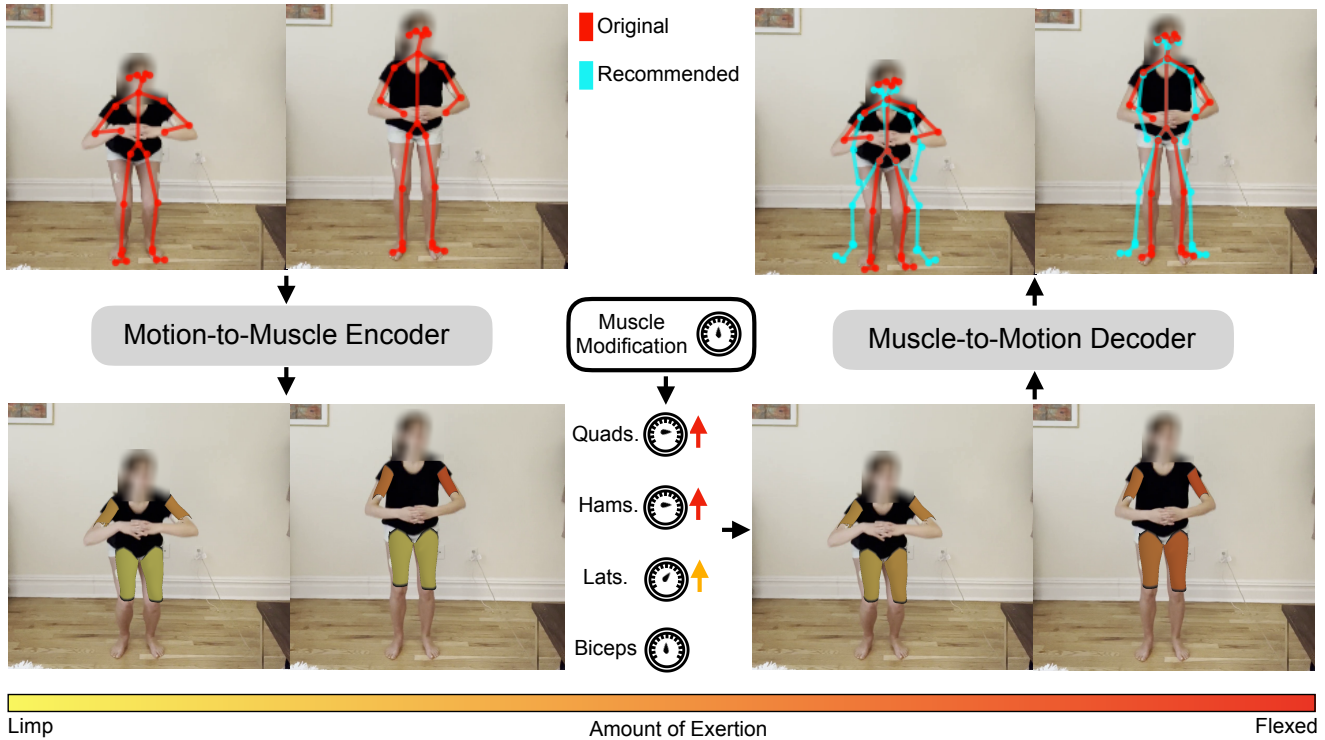 Original
Recommended
Motion-to-Muscle Encoder
Muscle
Modification
Muscle-to-Motion Decoder
Quads.
Hams.
Lats.
Biceps
Limp
Amount of Exertion
Flexed